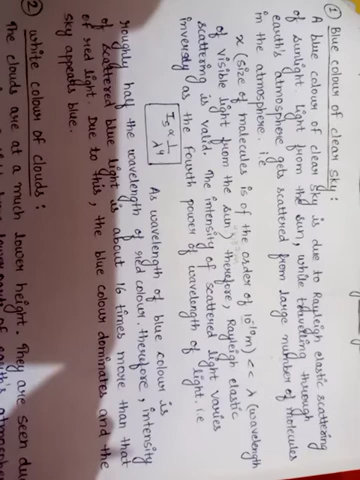 ① Blue colour of clear sky:
A blue colour of clear sky is due to Rayleigh elastic scattering
of sunlight. Light from the sun, while travelling through
earth's atmosphere gets scattered from large number of molecules
in the atmosphere. i.e
x (size of molecules is of the order of 10⁻¹⁰m) << λ (wavelength
of visible light from the sun), therefore, Rayleigh elastic
scattering is valid. The intensity of scattered light varies
inversly as the fourth power of wavelength of light. i.e
Is ∝ 1/λ⁴
As wavelength of blue colour is
roughly half the wavelength of red colour. therefore, intensity
of scattered blue light is about 16 times more than that
of red light. Due to this, the blue colour dominates and the
sky appeals blue.
② White colour of clouds:
The clouds are at a much lower height. They are seen due